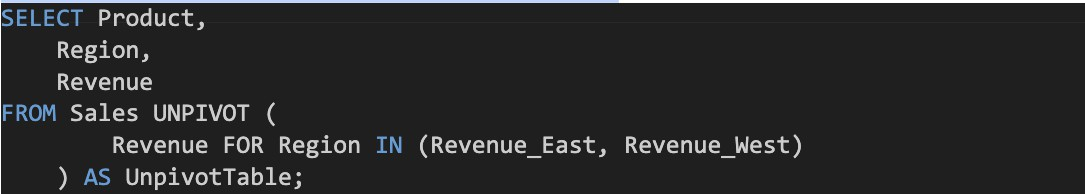 SELECT Product,
    Region,
    Revenue
FROM Sales UNPIVOT (
        Revenue FOR Region IN (Revenue_East, Revenue_West)
    ) AS UnpivotTable;